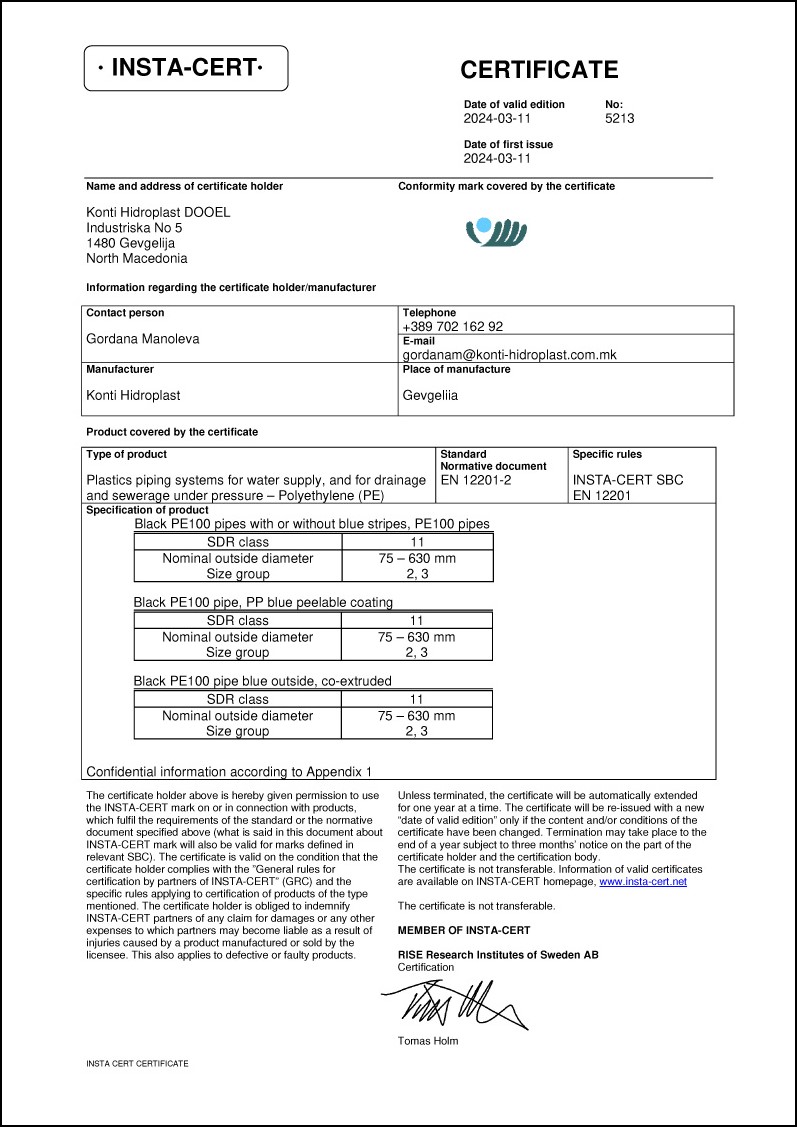 · INSTA-CERT·
CERTIFICATE
Date of valid edition No:
2024-03-11 5213
Date of first issue
2024-03-11
Name and address of certificate holder
Konti Hidroplast DOOEL
Industriska No 5
1480 Gevgelija
North Macedonia
Conformity mark covered by the certificate
Information regarding the certificate holder/manufacturer
Contact person
Gordana Manoleva
Telephone
+389 702 162 92
E-mail
gordanam@konti-hidroplast.com.mk
Manufacturer
Konti Hidroplast
Place of manufacture
Gevgeliia
Product covered by the certificate
Type of product
Plastics piping systems for water supply, and for drainage
and sewerage under pressure – Polyethylene (PE)
Standard
Normative document
EN 12201-2
Specific rules
INSTA-CERT SBC
EN 12201
Specification of product
Black PE100 pipes with or without blue stripes, PE100 pipes
SDR class 11
Nominal outside diameter 75 – 630 mm
Size group 2, 3
Black PE100 pipe, PP blue peelable coating
SDR class 11
Nominal outside diameter 75 – 630 mm
Size group 2, 3
Black PE100 pipe blue outside, co-extruded
SDR class 11
Nominal outside diameter 75 – 630 mm
Size group 2, 3
Confidential information according to Appendix 1
The certificate holder above is hereby given permission to use
the INSTA-CERT mark on or in connection with products,
which fulfil the requirements of the standard or the normative
document specified above (what is said in this document about
INSTA-CERT mark will also be valid for marks defined in
relevant SBC). The certificate is valid on the condition that the
certificate holder complies with the ”General rules for
certification by partners of INSTA-CERT” (GRC) and the
specific rules applying to certification of products of the type
mentioned. The certificate holder is obliged to indemnify
INSTA-CERT partners of any claim for damages or any other
expenses to which partners may become liable as a result of
injuries caused by a product manufactured or sold by the
licensee. This also applies to defective or faulty products.
Unless terminated, the certificate will be automatically extended
for one year at a time. The certificate will be re-issued with a new
“date of valid edition” only if the content and/or conditions of the
certificate have been changed. Termination may take place to the
end of a year subject to three months’ notice on the part of the
certificate holder and the certification body.
The certificate is not transferable. Information of valid certificates
are available on INSTA-CERT homepage, www.insta-cert.net
The certificate is not transferable.
MEMBER OF INSTA-CERT
RISE Research Institutes of Sweden AB
Certification
Tomas Holm
INSTA CERT CERTIFICATE